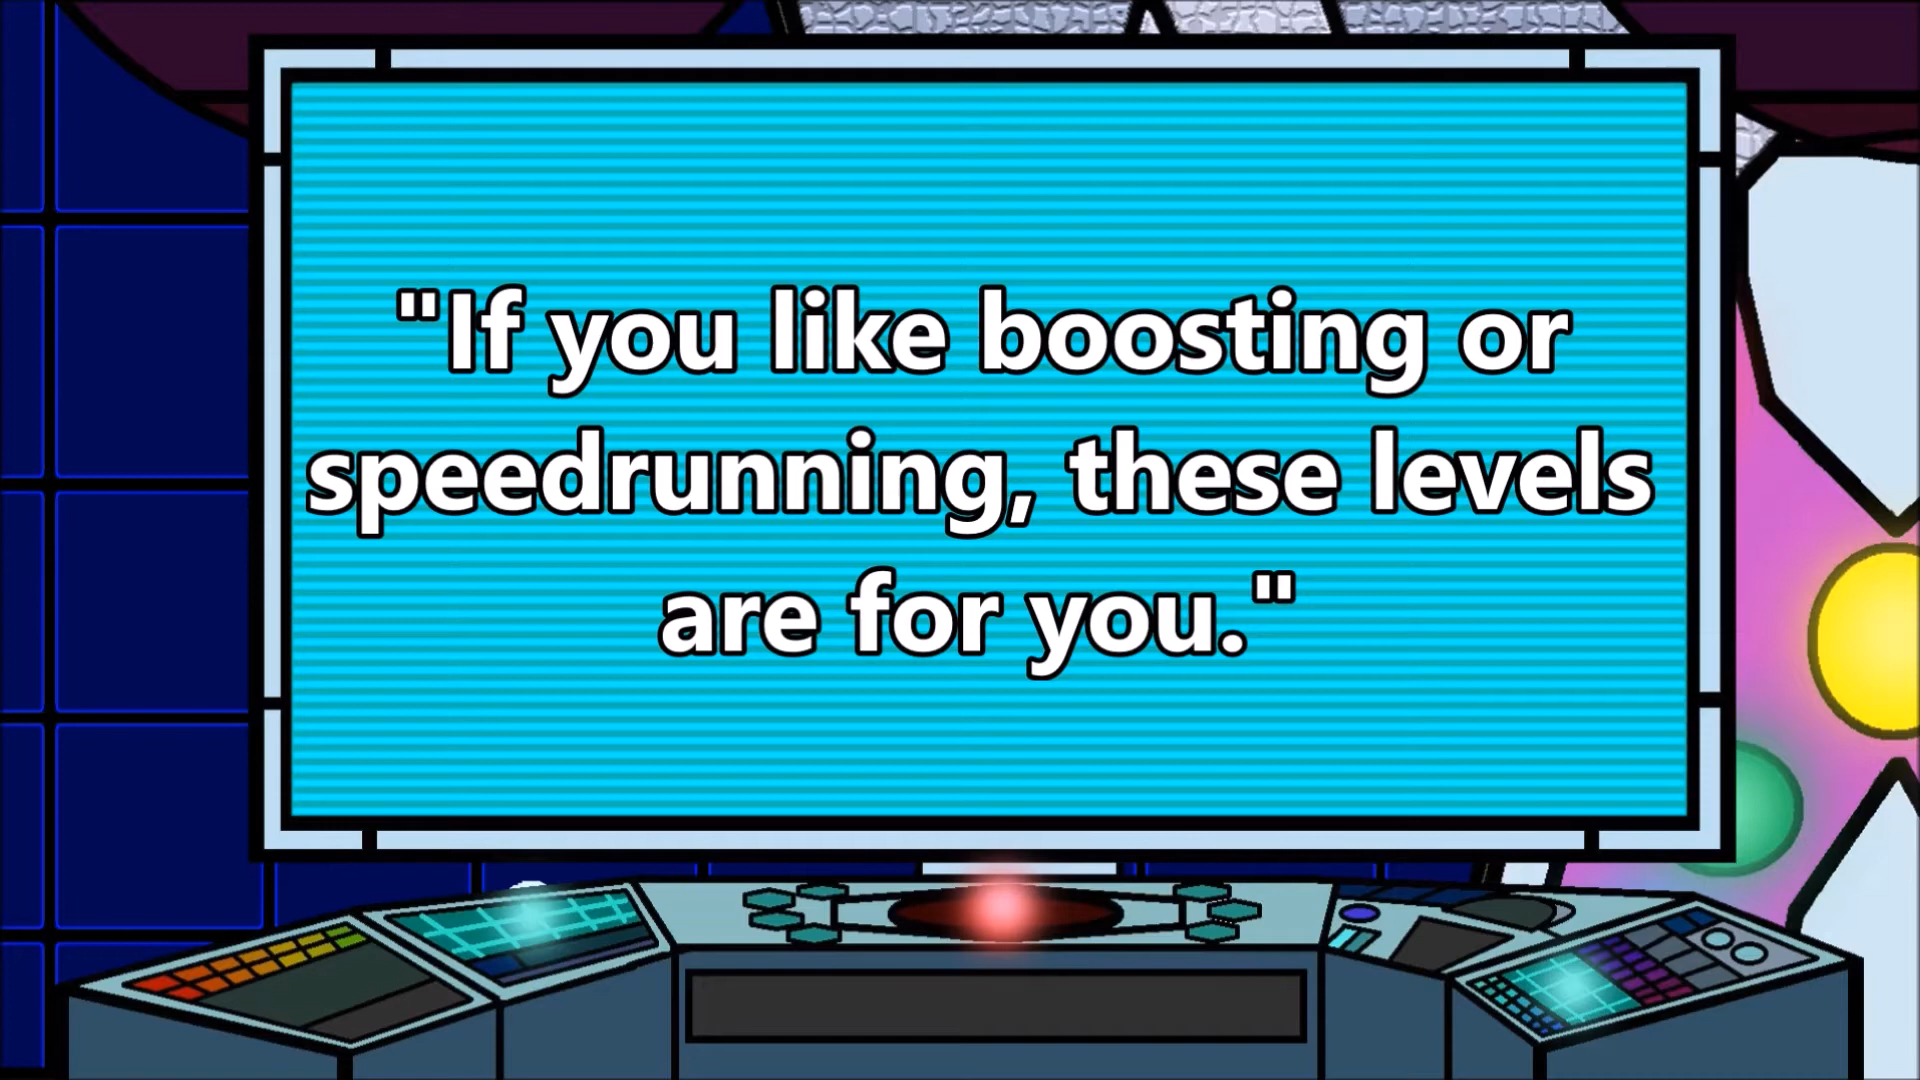 "If you like boosting or
speedrunning, these levels
are for you."